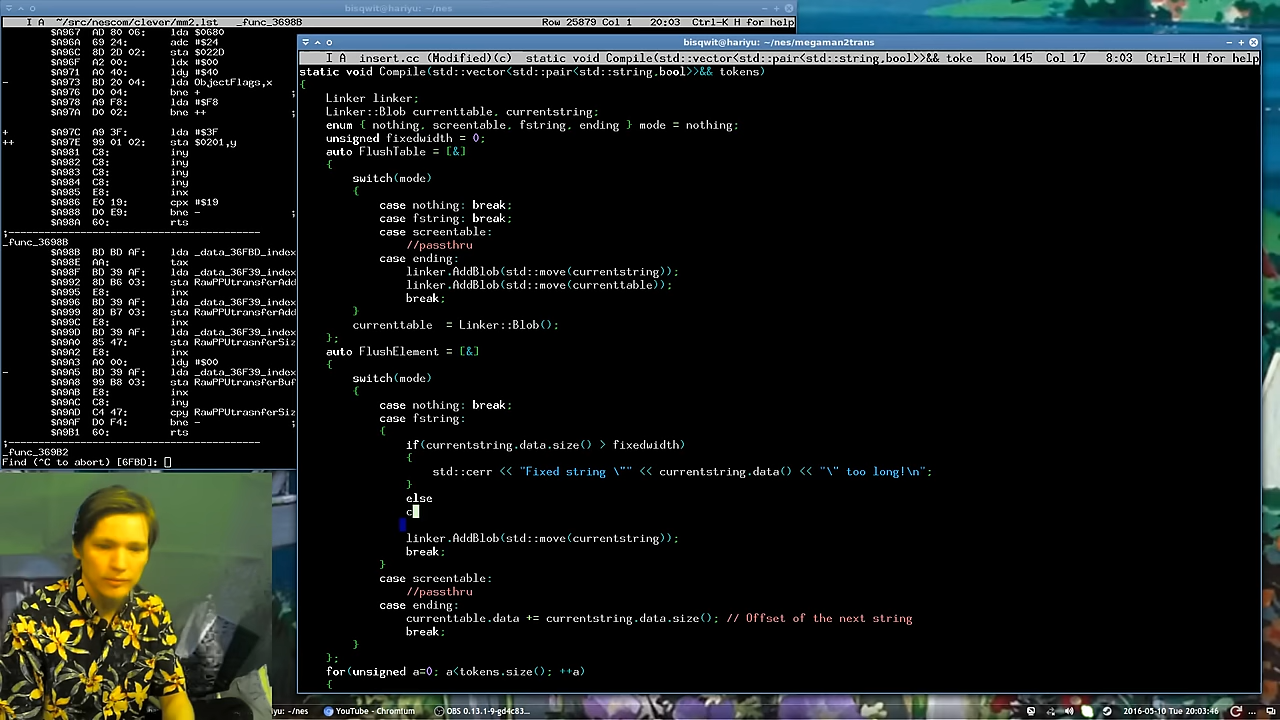 bisqwit@hariyu: ~/nes
I A  ~/src/nescom/clever/mm2.lst   _func_3698B   Row 25879 Col 1   20:03  Ctrl-K H for help
$A967  AD 80 06:    lda $0680
$A96A  69 24:       adc #$24
$A96C  8D 2D 02:    sta $022D
$A96F  A2 00:       ldx #$00
$A971  A0 40:       ldy #$40
-       $A973  BD 20 04:    lda ObjectFlags,x
$A976  D0 04:       bne +                    ;
$A978  A9 F8:       lda #$F8
$A97A  D0 02:       bne ++                   ;
+       $A97C  A9 3F:       lda #$3F
++      $A97E  99 01 02:    sta $0201,y
$A981  C8:          iny
$A982  C8:          iny
$A983  C8:          iny
$A984  C8:          iny
$A985  E8:          inx
$A986  E0 19:       cpx #$19
$A988  D0 E9:       bne -                    ;
$A98A  60:          rts
;------------------------------------------
_func_3698B
$A98B  BD BD AF:    lda _data_36FBD_index
$A98E  AA:          tax
$A98F  BD 39 AF:    lda _data_36F39_index
$A992  8D B6 03:    sta RawPPUtransferAdd
$A995  E8:          inx
$A996  BD 39 AF:    lda _data_36F39_index
$A999  8D B7 03:    sta RawPPUtransferAdd
$A99C  E8:          inx
$A99D  BD 39 AF:    lda _data_36F39_index
$A9A0  85 47:       sta RawPPUtrasnferSiz
$A9A2  E8:          inx
$A9A3  A0 00:       ldy #$00
-       $A9A5  BD 39 AF:    lda _data_36F39_index
$A9A8  99 B8 03:    sta RawPPUtransferBuf
$A9AB  E8:          inx
$A9AC  C8:          iny
$A9AD  C4 47:       cpy RawPPUtrasnferSiz
$A9AF  D0 F4:       bne -                    ;
$A9B1  60:          rts
;------------------------------------------
_func_369B2
Find (^C to abort) [6FBD]:
bisqwit@hariyu: ~/nes/megaman2trans
I A  insert.cc (Modified)(c)  static void Compile(std::vector<std::pair<std::string,bool>>&& toke  Row 145  Col 17   8:03  Ctrl-K H for help
static void Compile(std::vector<std::pair<std::string,bool>>&& tokens)
{
    Linker linker;
    Linker::Blob currenttable, currentstring;
    enum { nothing, screentable, fstring, ending } mode = nothing;
    unsigned fixedwidth = 0;
    auto FlushTable = [&]
    {
        switch(mode)
        {
            case nothing: break;
            case fstring: break;
            case screentable:
                //passthru
            case ending:
                linker.AddBlob(std::move(currentstring));
                linker.AddBlob(std::move(currenttable));
                break;
        }
        currenttable  = Linker::Blob();
    };
    auto FlushElement = [&]
    {
        switch(mode)
        {
            case nothing: break;
            case fstring:
            {
                if(currentstring.data.size() > fixedwidth)
                {
                    std::cerr << "Fixed string \"" << currentstring.data() << "\" too long!\n";
                }
                else
                c
                linker.AddBlob(std::move(currentstring));
                break;
            }
            case screentable:
                //passthru
            case ending:
                currenttable.data += currentstring.data.size(); // Offset of the next string
                break;
        }
    };
    for(unsigned a=0; a<tokens.size(); ++a)
    {
: ~/nes   YouTube - Chromium   OBS 0.13.1-9-gd4c83...   2016-05-10 Tue 20:03:46